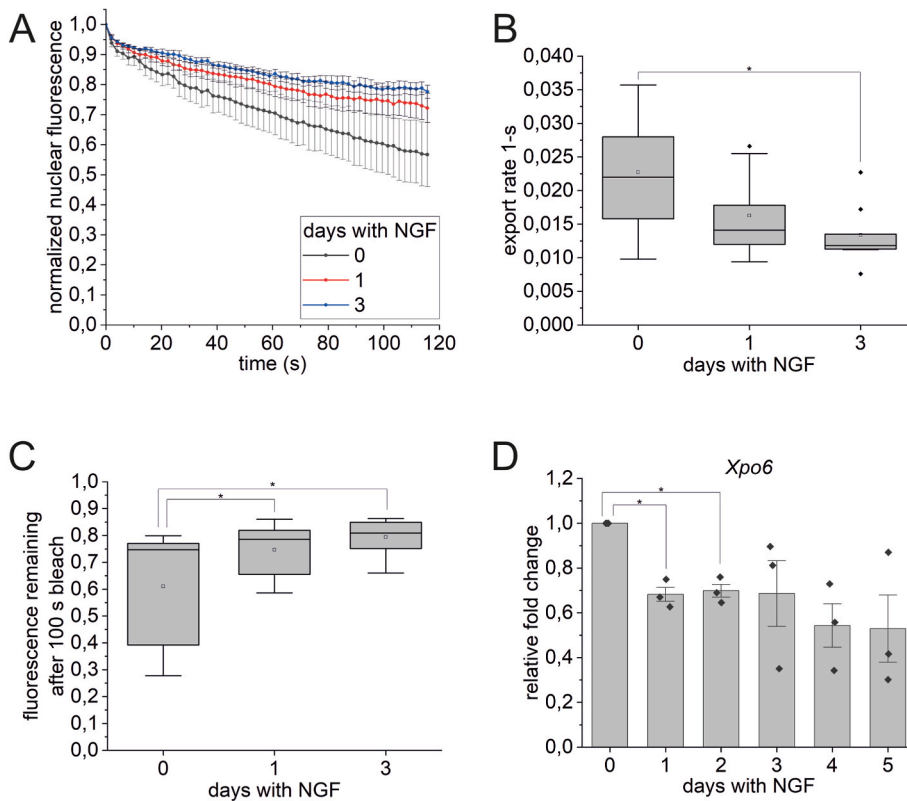 A
normalized nuclear fluorescence
1,0
0,9
0,8
0,7
0,6
0,5
0,4
0,3
0,2
0,1
0,0
0 20 40 60 80 100 120
time (s)
days with NGF
0
1
3
B
export rate 1-s
0,040
0,035
0,030
0,025
0,020
0,015
0,010
0,005
0,000
*
0 1 3
days with NGF
C
fluorescence remaining
after 100 s bleach
1,0
0,9
0,8
0,7
0,6
0,5
0,4
0,3
0,2
0,1
0,0
*
*
0 1 3
days with NGF
D
Xpo6
relative fold change
1,2
1,0
0,8
0,6
0,4
0,2
0,0
*
*
0 1 2 3 4 5
days with NGF